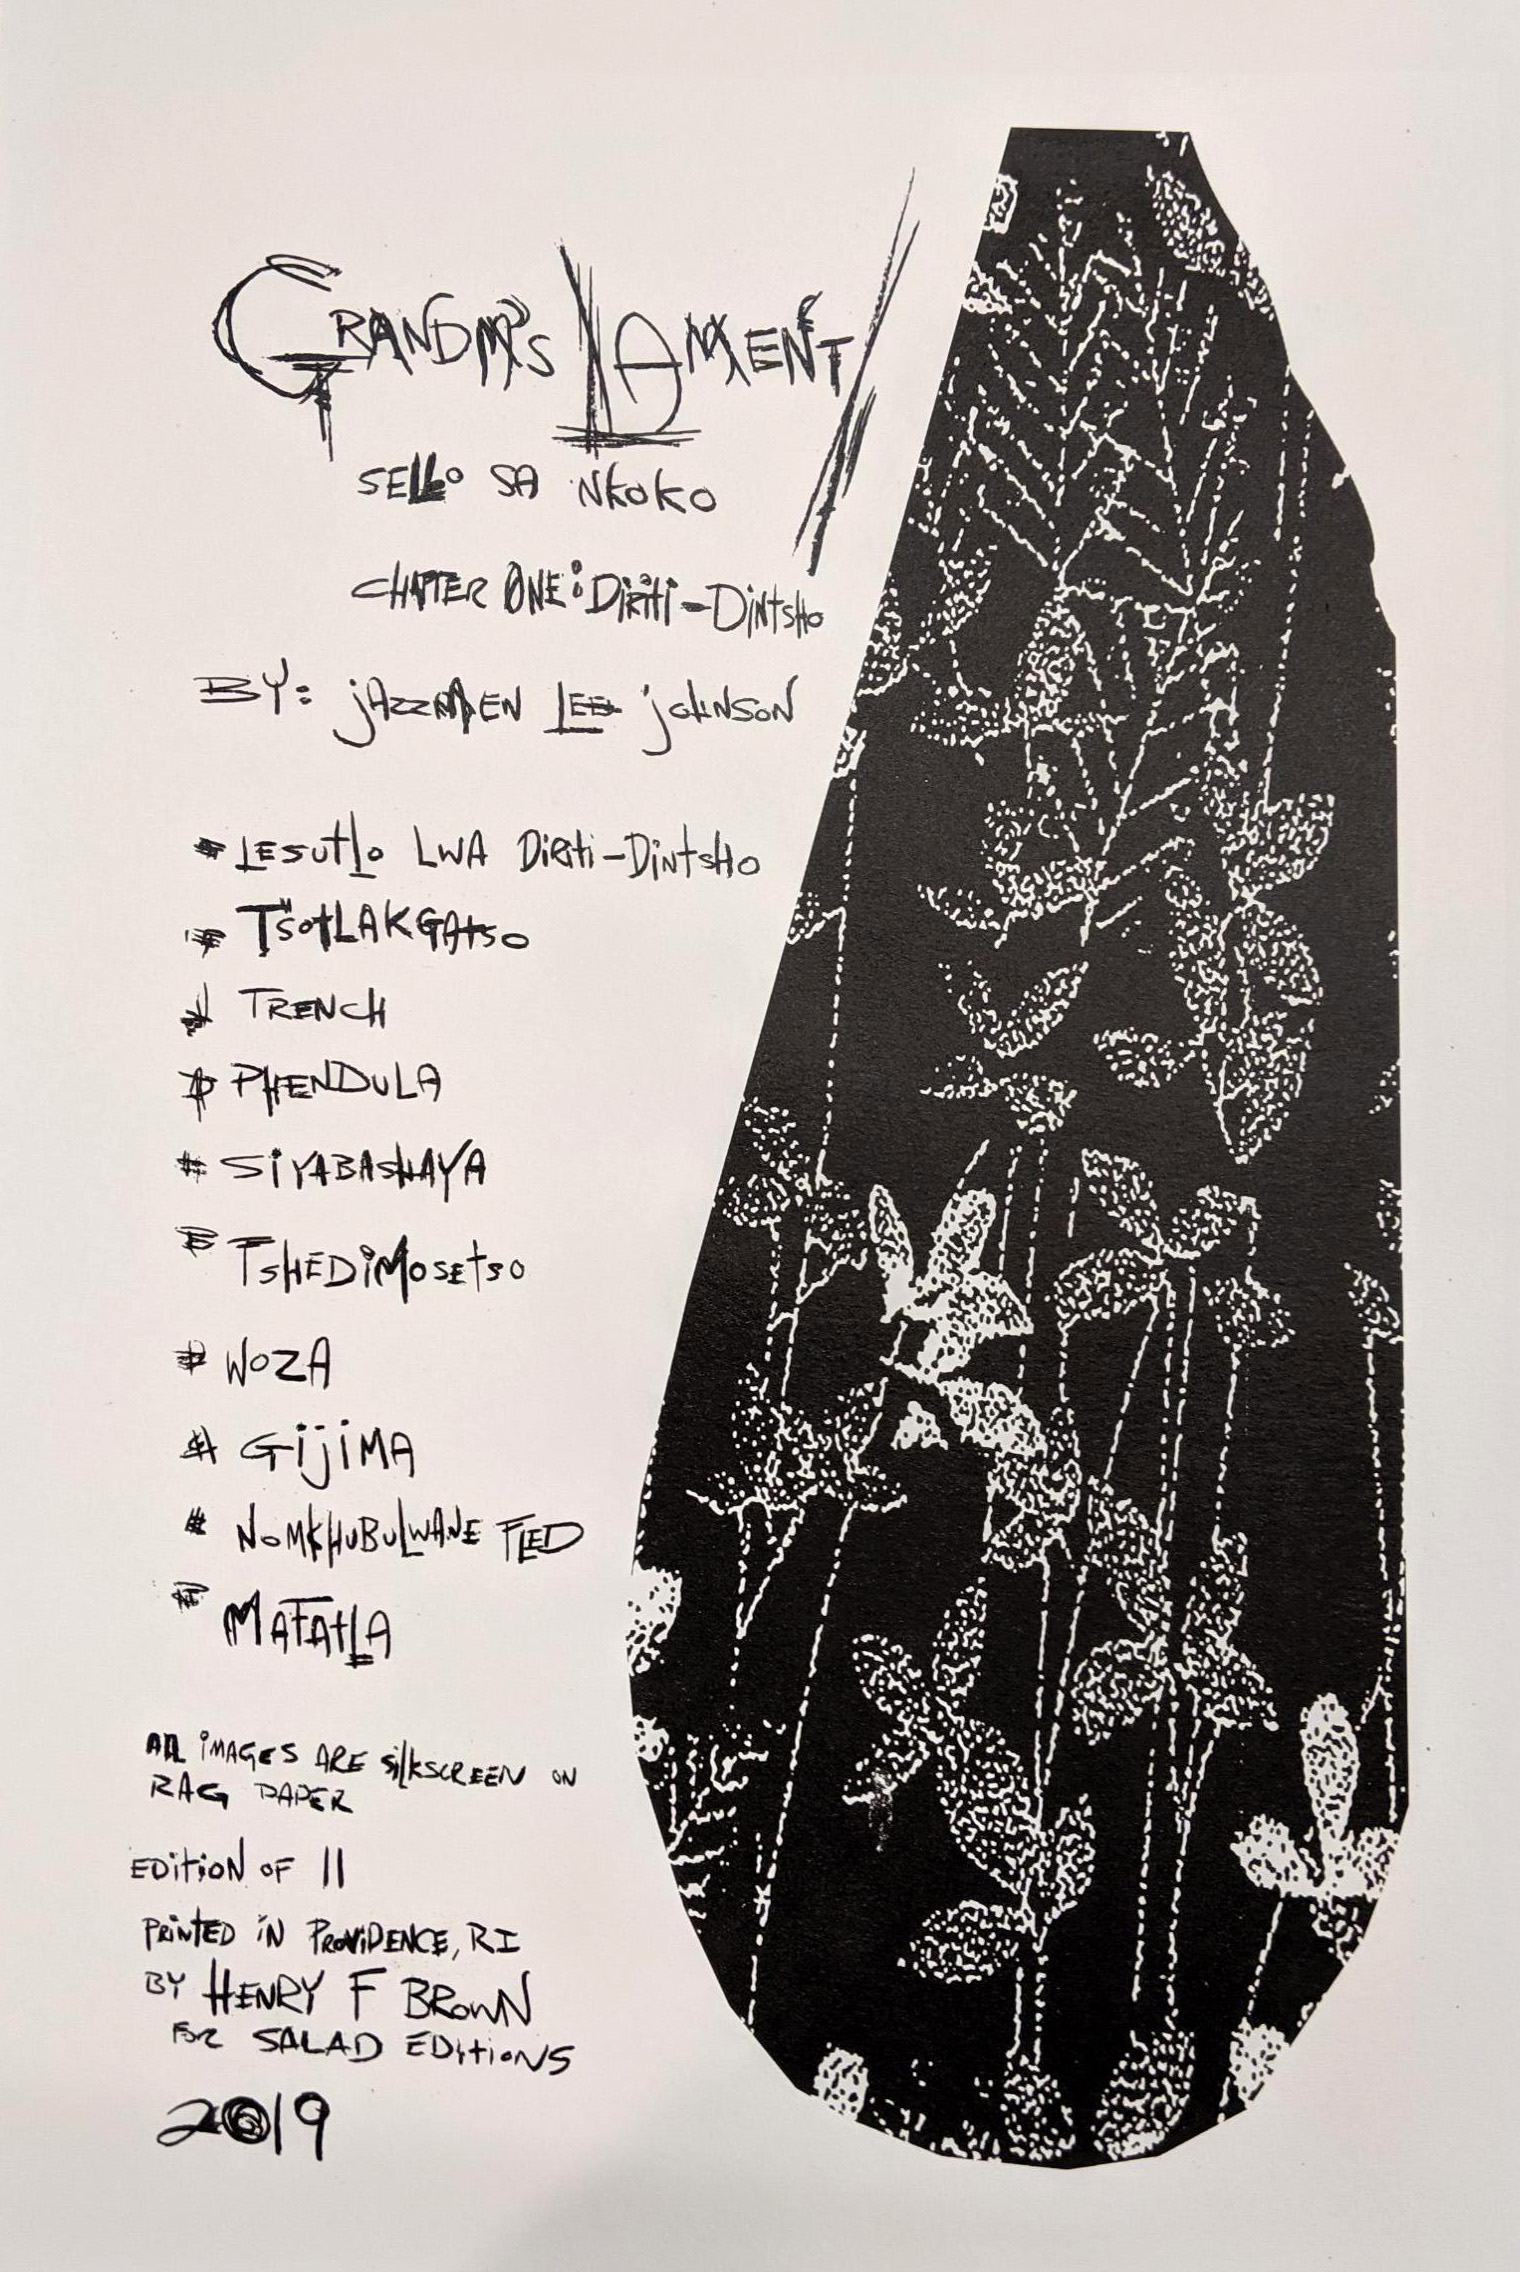 GRANDMA'S LAMENT
SELLO SA NKOKO
CHAPTER ONE: DiRiti-DiNtsHo
BY: jAZZMEN LEE joHNSON
* LESUtLo LWA DiRiti-DiNtsHo
* TSOtLAKGAtSO
* TRENCH
* PHENDULA
* SiYABASHAYA
* TSHEDiMOSEtSO
* WOZA
* GijiMA
* NOMKHUBULWANE FLED
* MAFAtLA
ALL iMAGES ARE SiLKSCREEN ON
RAG PAPER
EDitiON OF 11
PRiNTED iN PROViDENCE, RI
BY HENRY F BROWN
FOR SALAD EDitiONS
2019